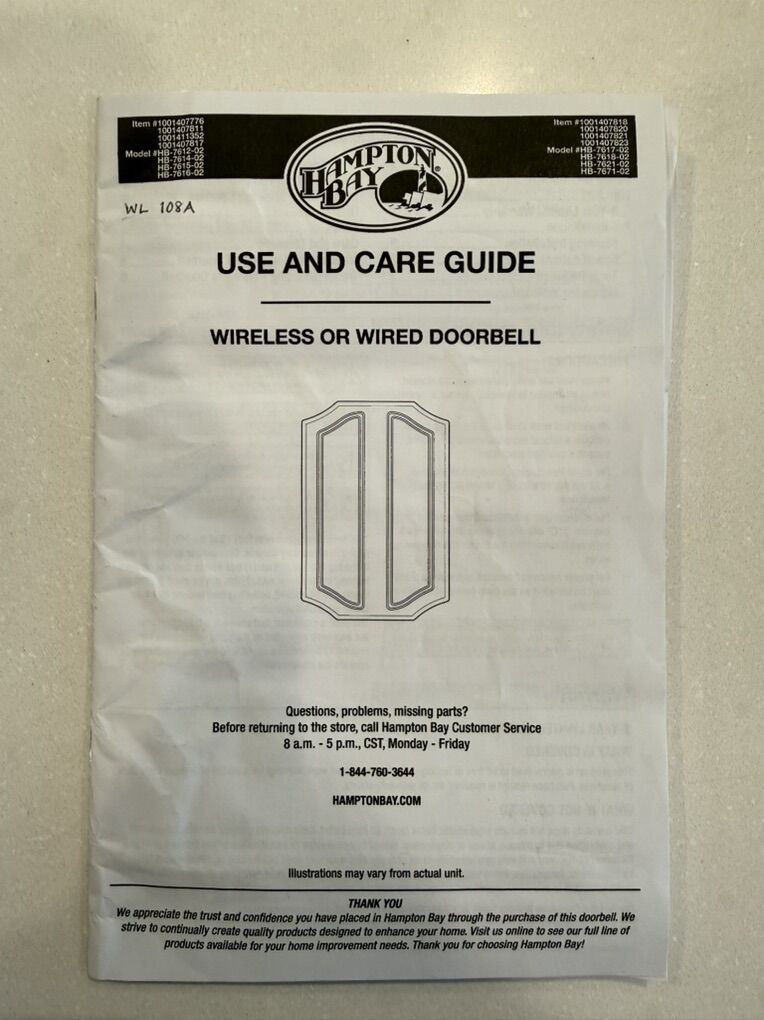 Item #1001407776
1001407811
1001411352
1001407817
Model #HB-7612-02
HB-7614-02
HB-7615-02
HB-7616-02
Item #1001407818
1001407820
1001407821
1001407823
Model #HB-7617-02
HB-7618-02
HB-7621-02
HB-7671-02
HAMPTON
BAY®
WL 108A
USE AND CARE GUIDE
WIRELESS OR WIRED DOORBELL
Questions, problems, missing parts?
Before returning to the store, call Hampton Bay Customer Service
8 a.m. - 5 p.m., CST, Monday - Friday
1-844-760-3644
HAMPTONBAY.COM
Illustrations may vary from actual unit.
THANK YOU
We appreciate the trust and confidence you have placed in Hampton Bay through the purchase of this doorbell. We
strive to continually create quality products designed to enhance your home. Visit us online to see our full line of
products available for your home improvement needs. Thank you for choosing Hampton Bay!